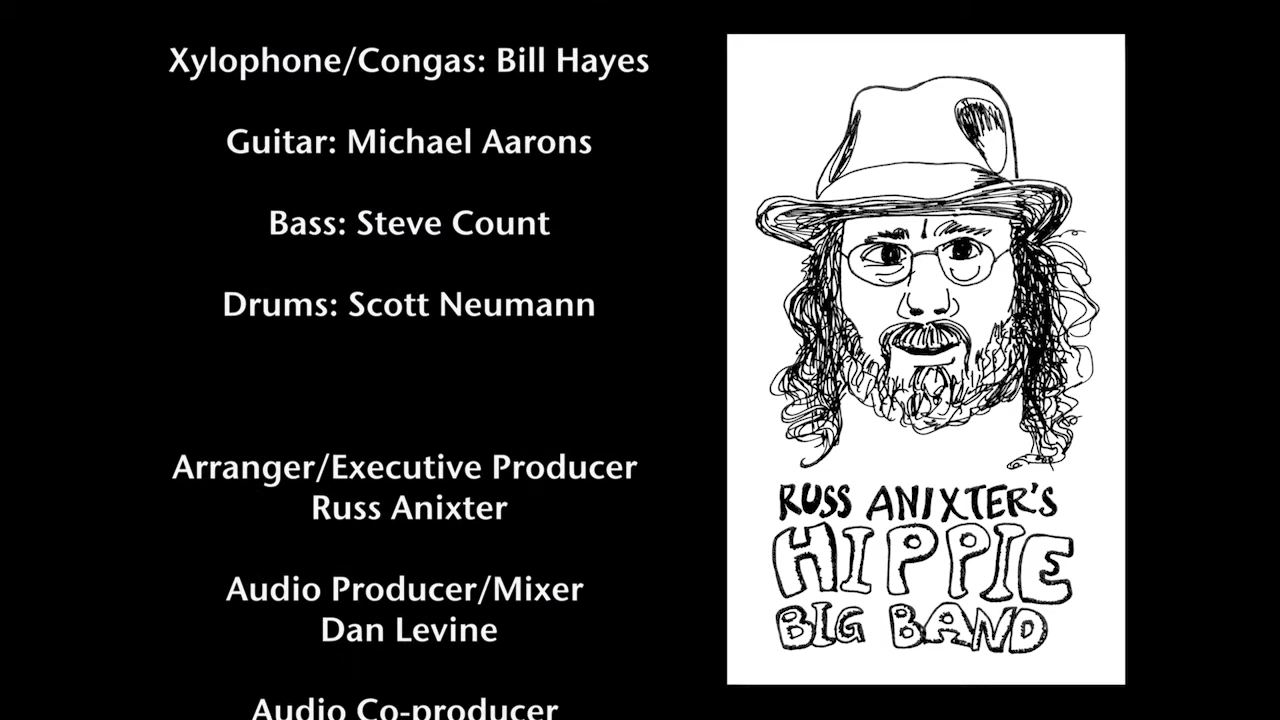 Xylophone/Congas: Bill Hayes
Guitar: Michael Aarons
Bass: Steve Count
Drums: Scott Neumann
Arranger/Executive Producer
Russ Anixter
Audio Producer/Mixer
Dan Levine
Audio Co-producer
RUSS ANIXTER'S
HIPPIE
BIG BAND